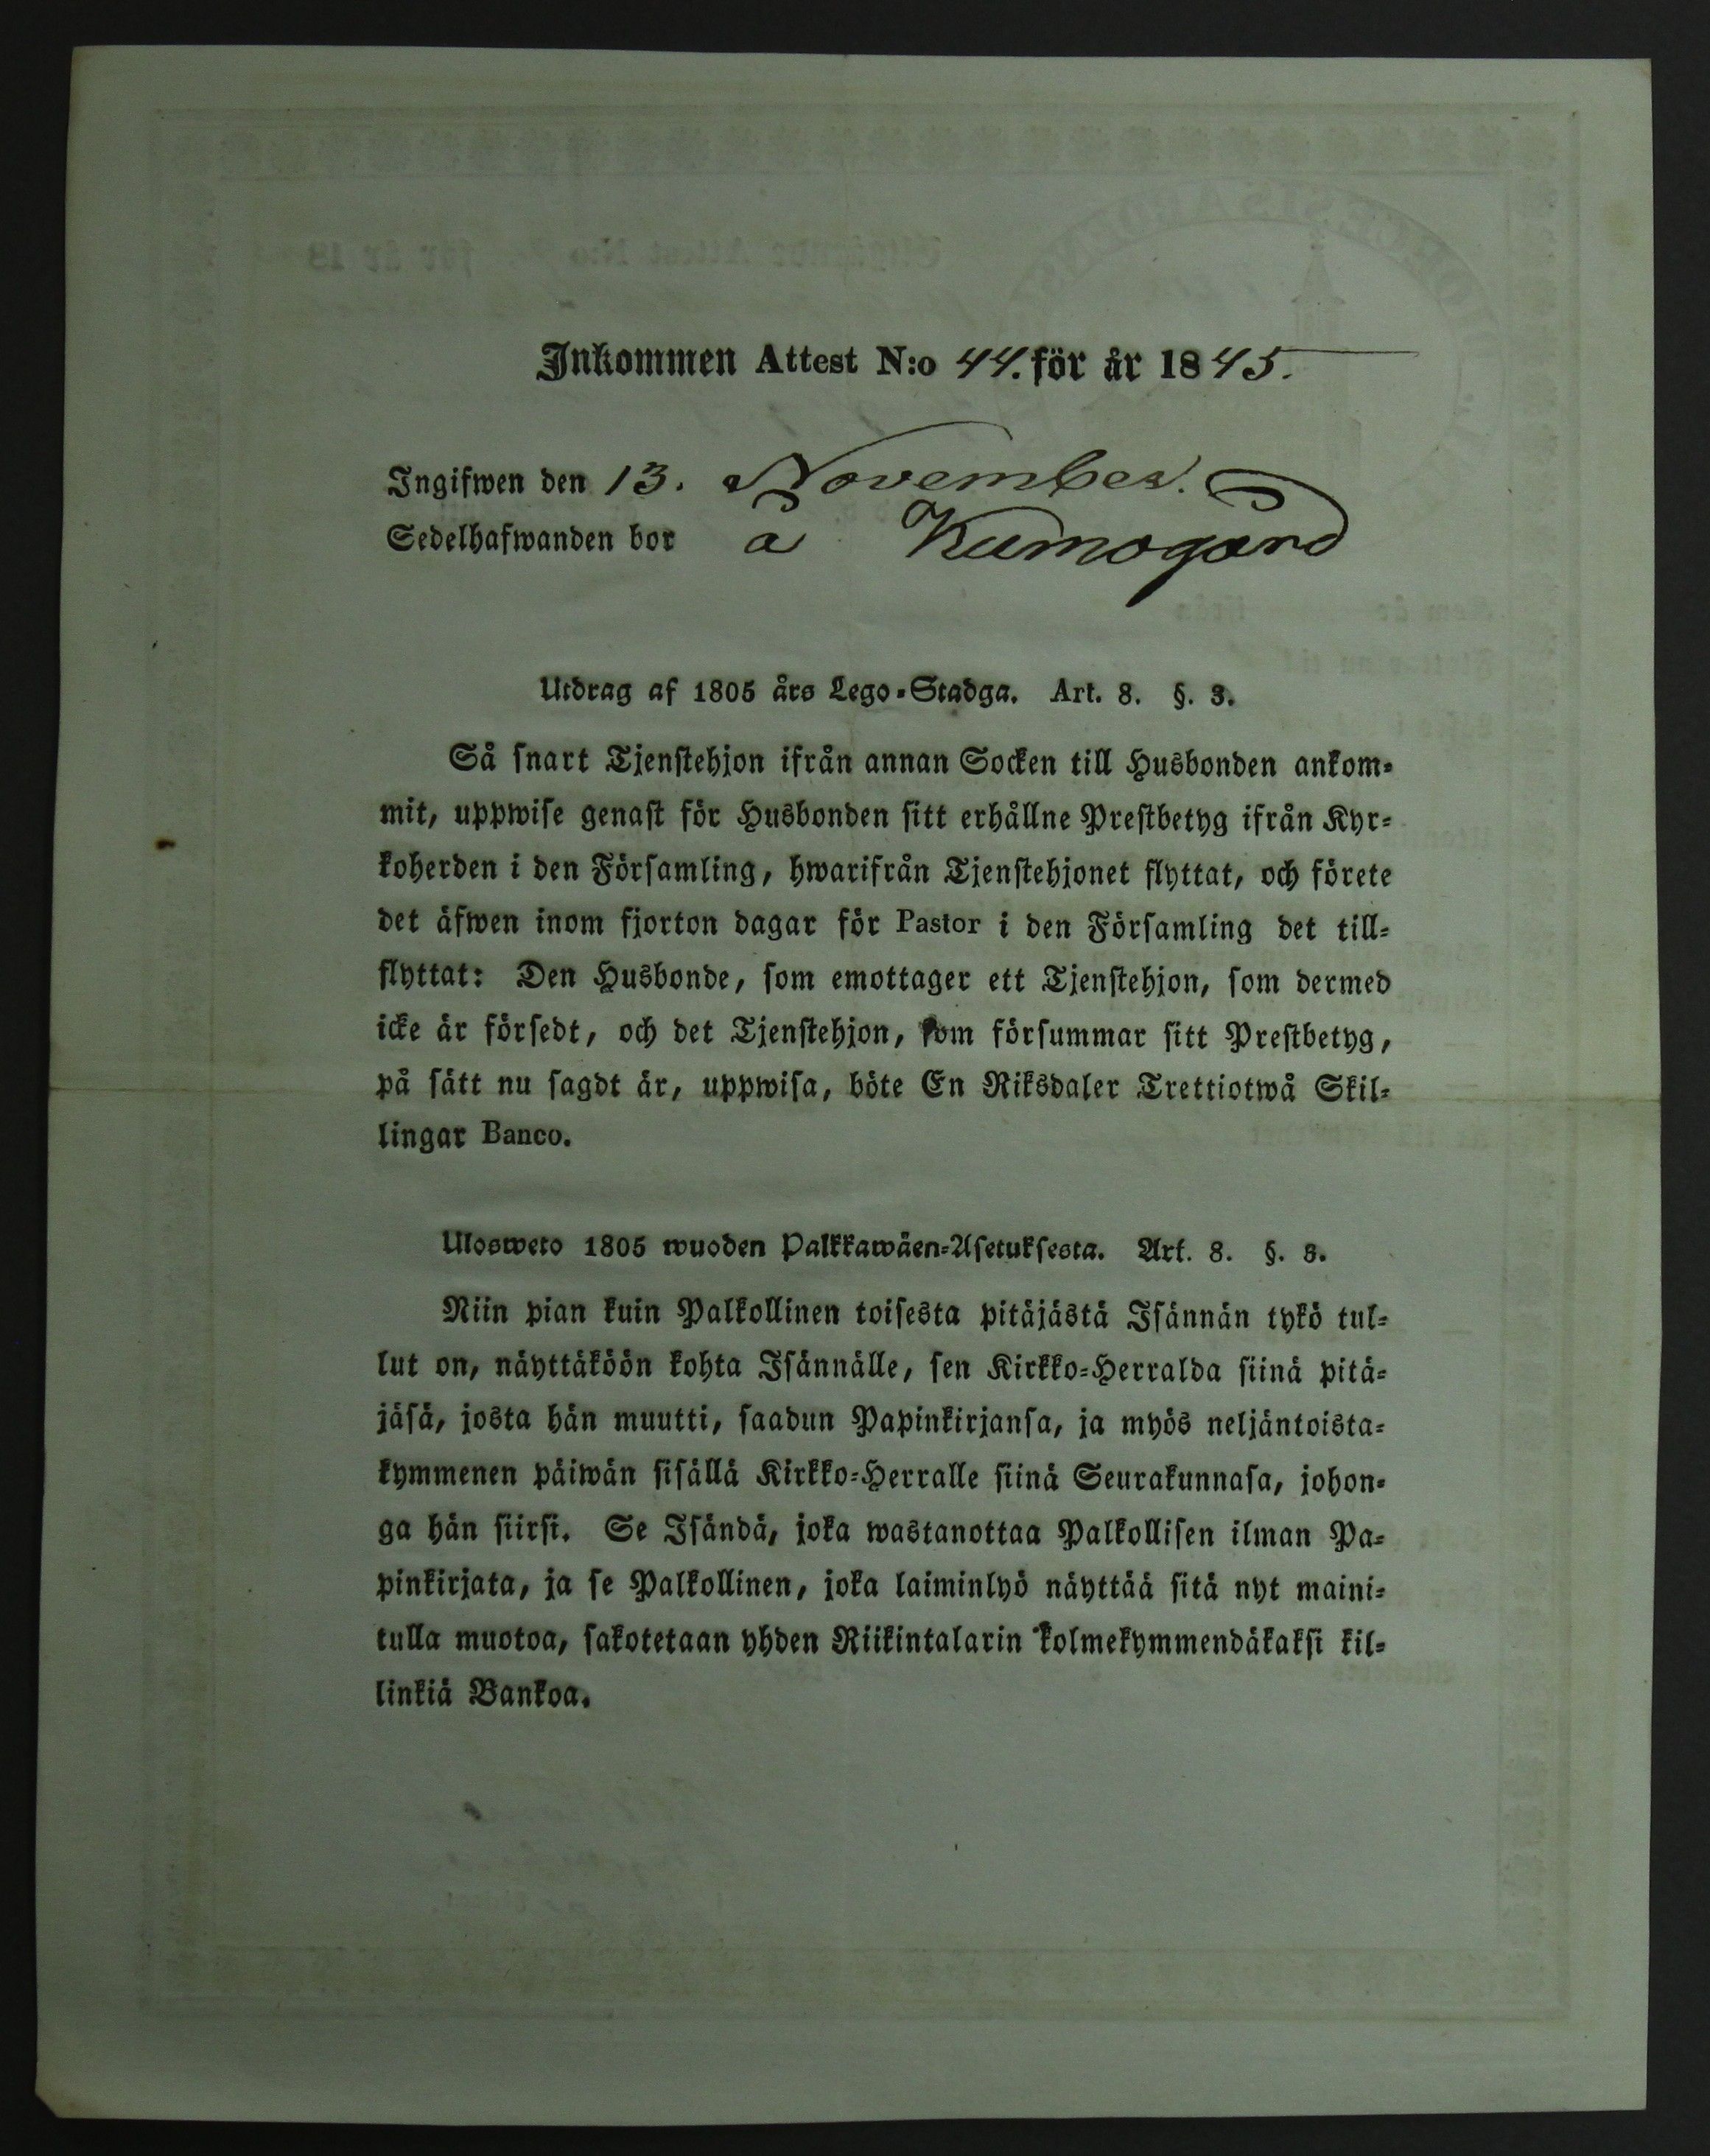 Inkommen Attest N:o 44. för år 1845.
Ingifwen den 13. November.
Sedelhafwanden bor å Kumogård
Utdrag af 1805 års Lego-Stadga. Art. 8. §. 3.
Så snart Tjenstehjon ifrån annan Socken till Husbonden ankom-
mit, uppwise genast för Husbonden sitt erhållne Prestbetyg ifrån Kyr-
koherden i den Församling, hwarifrån Tjenstehjonet flyttat, och förete
det äfwen inom fjorton dagar för Pastor i den Församling det till-
flyttat: Den Husbonde, som emottager ett Tjenstehjon, som dermed
icke är försedt, och det Tjenstehjon, som försummar sitt Prestbetyg,
på sätt nu sagdt är, uppwisa, böte En Riksdaler Trettiotwå Skil-
lingar Banco.
Ulosweto 1805 wuoden Palkkawäen-Asetuksesta. Art. 8. §. 3.
Niin pian kuin Palkollinen toisesta pitäjästä Isännän tykö tul-
lut on, näyttäköön kohta Isännälle, sen Kirkko-Herralda siinä pitä-
jäsä, josta hän muutti, saadun Papinkirjansa, ja myös neljäntoista-
kymmenen päiwän sisällä Kirkko-Herralle siinä Seurakunnasa, johon-
ga hän siirsi. Se Isändä, joka wastanottaa Palkollisen ilman Pa-
pinkirjata, ja se Palkollinen, joka laiminlyö näyttää sitä nyt maini-
tulla muotoa, sakotetaan yhden Riikintalarin kolmekymmendäkaksi kil-
linkiä Bankoa.